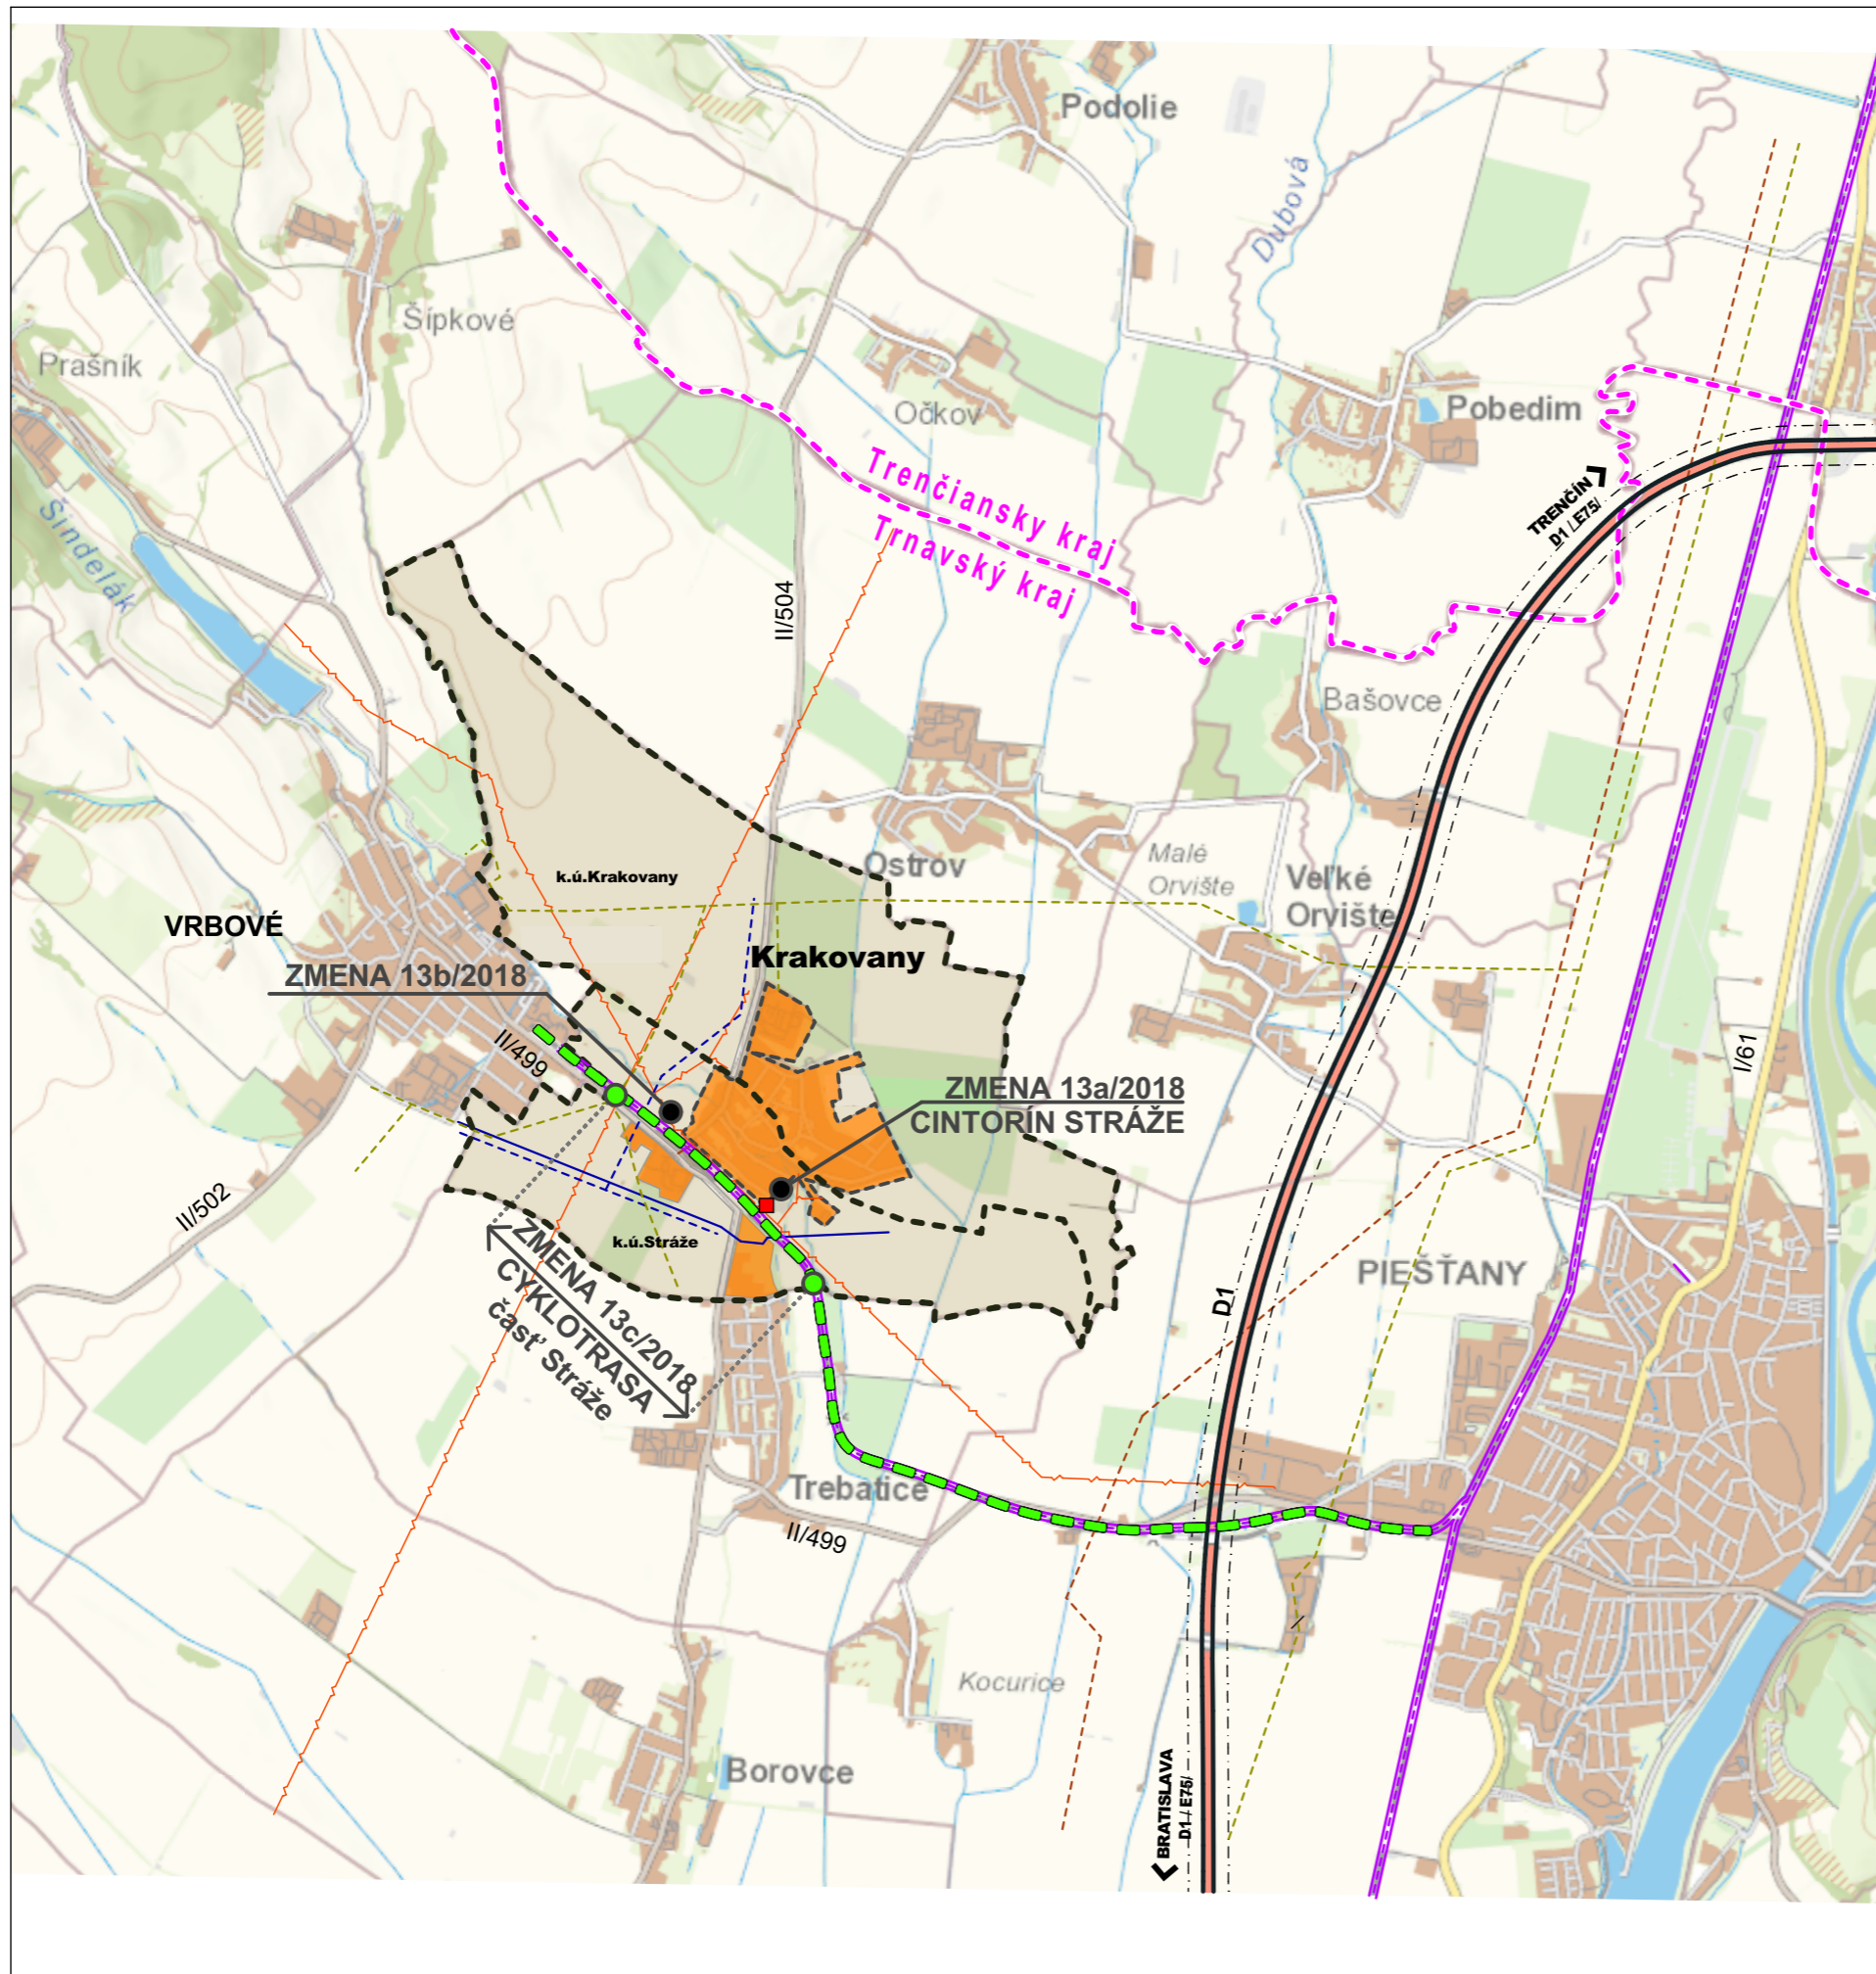 Podolie
Dubová
Šípkové
Prašník
Očkov
Pobedim
Trenčiansky kraj
Trnavský kraj
TRENČÍN
D1 / E75/
Šindelák
II/504
Bašovce
Ostrov
Malé
Orvište
Veľké
Orvište
k.ú.Krakovany
VRBOVÉ
Krakovany
ZMENA 13b/2018
II/499
I/61
ZMENA 13a/2018
CINTORÍN STRÁŽE
II/502
k.ú.Stráže
ZMENA 13c/2018
CYKLOTRASA
časť Stráže
PIEŠŤANY
D1
Trebatice
II/499
Kocurice
Borovce
BRATISLAVA
D1 / E75/